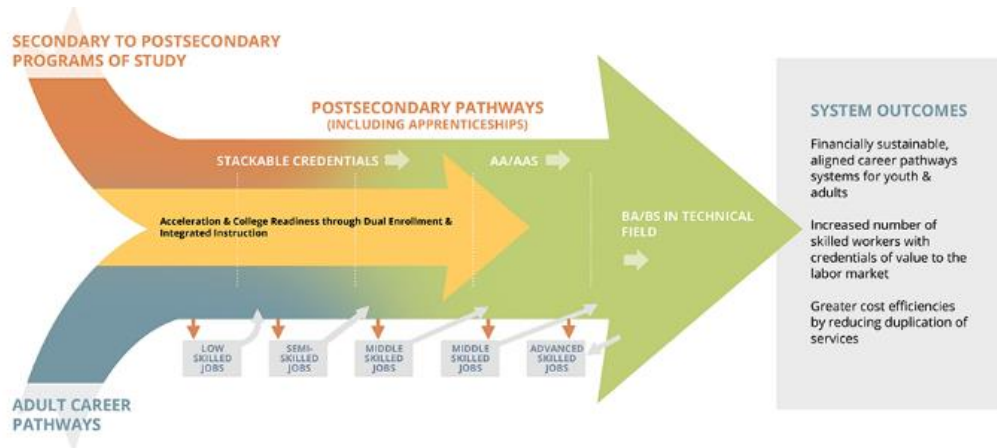 SECONDARY TO POSTSECONDARY
PROGRAMS OF STUDY
POSTSECONDARY PATHWAYS
(INCLUDING APPRENTICESHIPS)
STACKABLE CREDENTIALS
AA/AAS
Acceleration & College Readiness through Dual Enrollment &
Integrated Instruction
BA/BS IN TECHNICAL
FIELD
LOW
SKILLED
JOBS
SEMI-
SKILLED
JOBS
MIDDLE
SKILLED
JOBS
MIDDLE
SKILLED
JOBS
ADVANCED
SKILLED
JOBS
ADULT CAREER
PATHWAYS
SYSTEM OUTCOMES
Financially sustainable,
aligned career pathways
systems for youth &
adults
Increased number of
skilled workers with
credentials of value to the
labor market
Greater cost efficiencies
by reducing duplication of
services